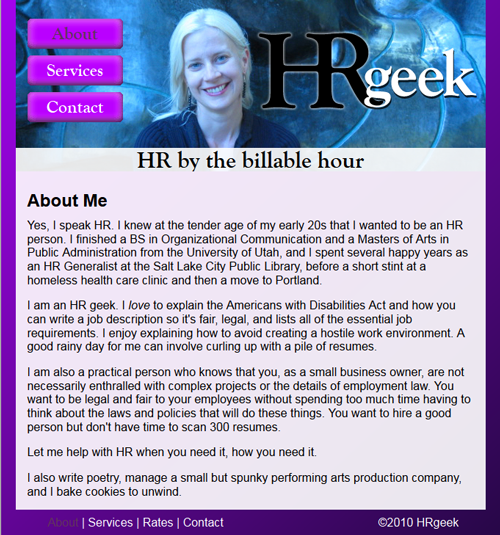 About
Services
Contact
HRgeek
HR by the billable hour
About Me
Yes, I speak HR. I knew at the tender age of my early 20s that I wanted to be an HR
person. I finished a BS in Organizational Communication and a Masters of Arts in
Public Administration from the University of Utah, and I spent several happy years as
an HR Generalist at the Salt Lake City Public Library, before a short stint at a
homeless health care clinic and then a move to Portland.
I am an HR geek. I love to explain the Americans with Disabilities Act and how you
can write a job description so it's fair, legal, and lists all of the essential job
requirements. I enjoy explaining how to avoid creating a hostile work environment. A
good rainy day for me can involve curling up with a pile of resumes.
I am also a practical person who knows that you, as a small business owner, are not
necessarily enthralled with complex projects or the details of employment law. You
want to be legal and fair to your employees without spending too much time having to
think about the laws and policies that will do these things. You want to hire a good
person but don't have time to scan 300 resumes.
Let me help with HR when you need it, how you need it.
I also write poetry, manage a small but spunky performing arts production company,
and I bake cookies to unwind.
About | Services | Rates | Contact ©2010 HRgeek